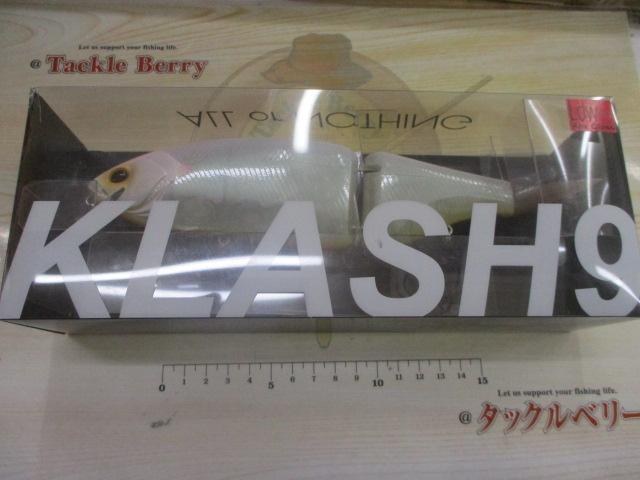 Let us support your fishing life.
@ Tackle Berry
ALL or NOTHING
LOW
KLASH9
0 1 2 3 4 5 6 7 8 9 10 11 12 13 14 15
Let us support your fishing life.
@ タックルベリー